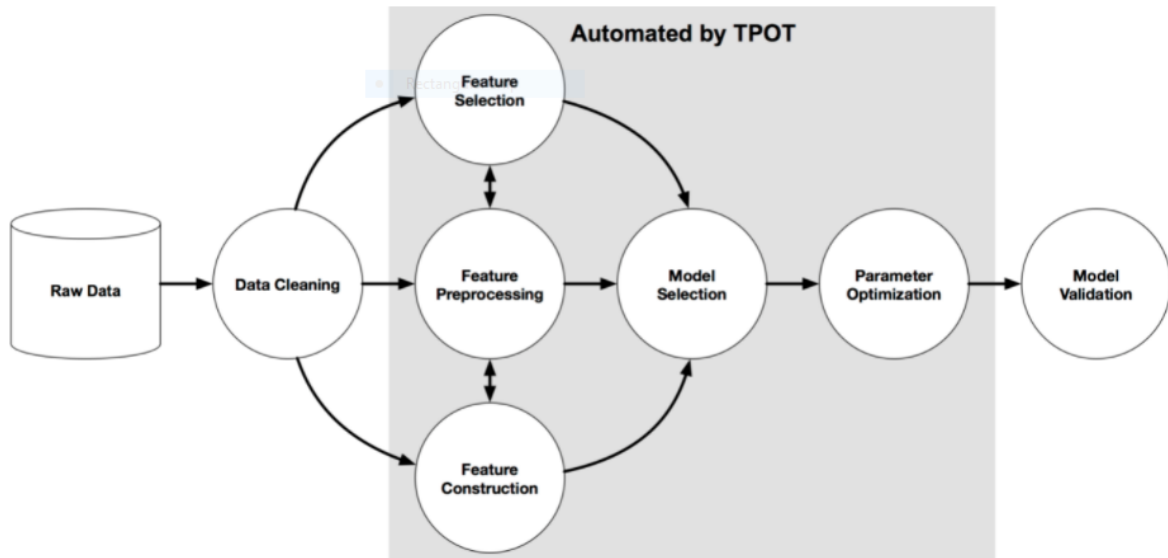 Automated by TPOT
Feature
Selection
Raw Data
Data Cleaning
Feature
Preprocessing
Model
Selection
Parameter
Optimization
Model
Validation
Feature
Construction